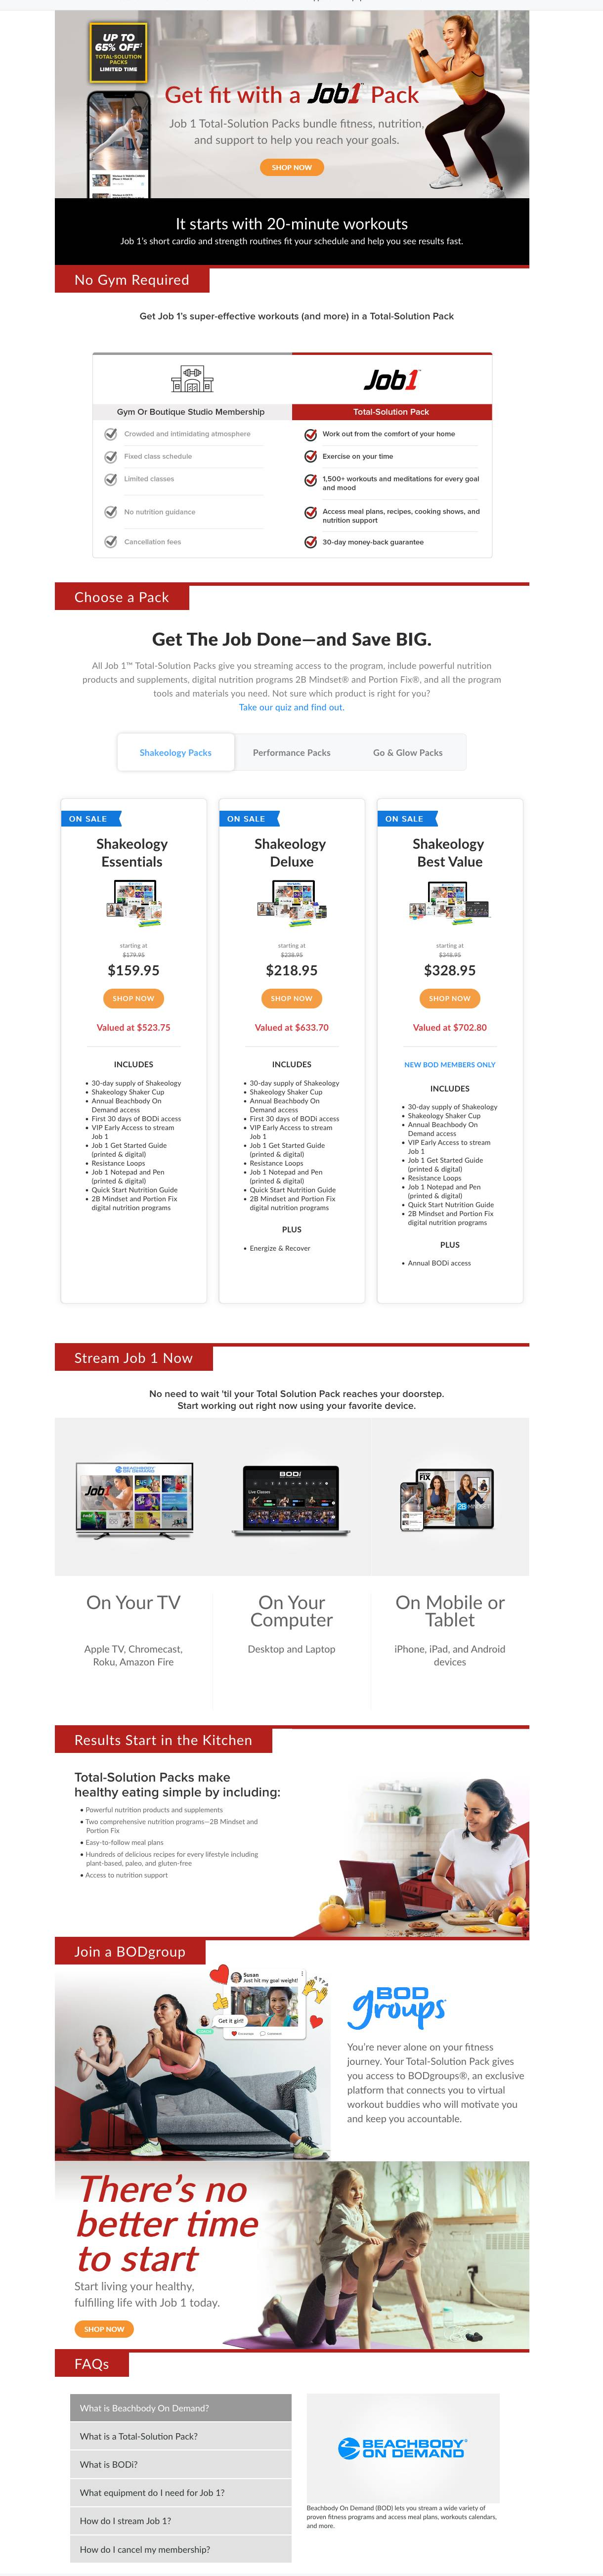 UP TO
65% OFF†
TOTAL-SOLUTION
PACKS
LIMITED TIME
Get fit with a Job1™ Pack
Job 1 Total-Solution Packs bundle fitness, nutrition,
and support to help you reach your goals.
SHOP NOW
It starts with 20-minute workouts
Job 1's short cardio and strength routines fit your schedule and help you see results fast.
No Gym Required
Get Job 1's super-effective workouts (and more) in a Total-Solution Pack
Job1™
Gym Or Boutique Studio Membership
Total-Solution Pack
Crowded and intimidating atmosphere
Work out from the comfort of your home
Fixed class schedule
Exercise on your time
Limited classes
1,500+ workouts and meditations for every goal
and mood
No nutrition guidance
Access meal plans, recipes, cooking shows, and
nutrition support
Cancellation fees
30-day money-back guarantee
Choose a Pack
Get The Job Done—and Save BIG.
All Job 1™ Total-Solution Packs give you streaming access to the program, include powerful nutrition
products and supplements, digital nutrition programs 2B Mindset® and Portion Fix®, and all the program
tools and materials you need. Not sure which product is right for you?
Take our quiz and find out.
Shakeology Packs
Performance Packs
Go & Glow Packs
ON SALE
Shakeology
Essentials
starting at
$179.95
$159.95
SHOP NOW
Valued at $523.75
INCLUDES
• 30-day supply of Shakeology
• Shakeology Shaker Cup
• Annual Beachbody On
Demand access
• First 30 days of BODi access
• VIP Early Access to stream
Job 1
• Job 1 Get Started Guide
(printed & digital)
• Resistance Loops
• Job 1 Notepad and Pen
(printed & digital)
• Quick Start Nutrition Guide
• 2B Mindset and Portion Fix
digital nutrition programs
ON SALE
Shakeology
Deluxe
starting at
$238.95
$218.95
SHOP NOW
Valued at $633.70
INCLUDES
• 30-day supply of Shakeology
• Shakeology Shaker Cup
• Annual Beachbody On
Demand access
• First 30 days of BODi access
• VIP Early Access to stream
Job 1
• Job 1 Get Started Guide
(printed & digital)
• Resistance Loops
• Job 1 Notepad and Pen
(printed & digital)
• Quick Start Nutrition Guide
• 2B Mindset and Portion Fix
digital nutrition programs
PLUS
• Energize & Recover
ON SALE
Shakeology
Best Value
starting at
$348.95
$328.95
SHOP NOW
Valued at $702.80
NEW BOD MEMBERS ONLY
INCLUDES
• 30-day supply of Shakeology
• Shakeology Shaker Cup
• Annual Beachbody On
Demand access
• VIP Early Access to stream
Job 1
• Job 1 Get Started Guide
(printed & digital)
• Resistance Loops
• Job 1 Notepad and Pen
(printed & digital)
• Quick Start Nutrition Guide
• 2B Mindset and Portion Fix
digital nutrition programs
PLUS
• Annual BODi access
Stream Job 1 Now
No need to wait 'til your Total Solution Pack reaches your doorstep.
Start working out right now using your favorite device.
BEACHBODY
ON DEMAND
Job1
BODi
Live Classes
FIX
2B
On Your TV
Apple TV, Chromecast,
Roku, Amazon Fire
On Your
Computer
Desktop and Laptop
On Mobile or
Tablet
iPhone, iPad, and Android
devices
Results Start in the Kitchen
Total-Solution Packs make
healthy eating simple by including:
• Powerful nutrition products and supplements
• Two comprehensive nutrition programs—2B Mindset and
Portion Fix
• Easy-to-follow meal plans
• Hundreds of delicious recipes for every lifestyle including
plant-based, paleo, and gluten-free
• Access to nutrition support
Join a BODgroup
Susan
Just hit my goal weight!
Get it girl!
BOD
groups
You're never alone on your fitness
journey. Your Total-Solution Pack gives
you access to BODgroups®, an exclusive
platform that connects you to virtual
workout buddies who will motivate you
and keep you accountable.
There's no
better time
to start
Start living your healthy,
fulfilling life with Job 1 today.
SHOP NOW
FAQs
What is Beachbody On Demand?
What is a Total-Solution Pack?
What is BODi?
What equipment do I need for Job 1?
How do I stream Job 1?
How do I cancel my membership?
BEACHBODY®
ON DEMAND
Beachbody On Demand (BOD) lets you stream a wide variety of
proven fitness programs and access meal plans, workouts calendars,
and more.